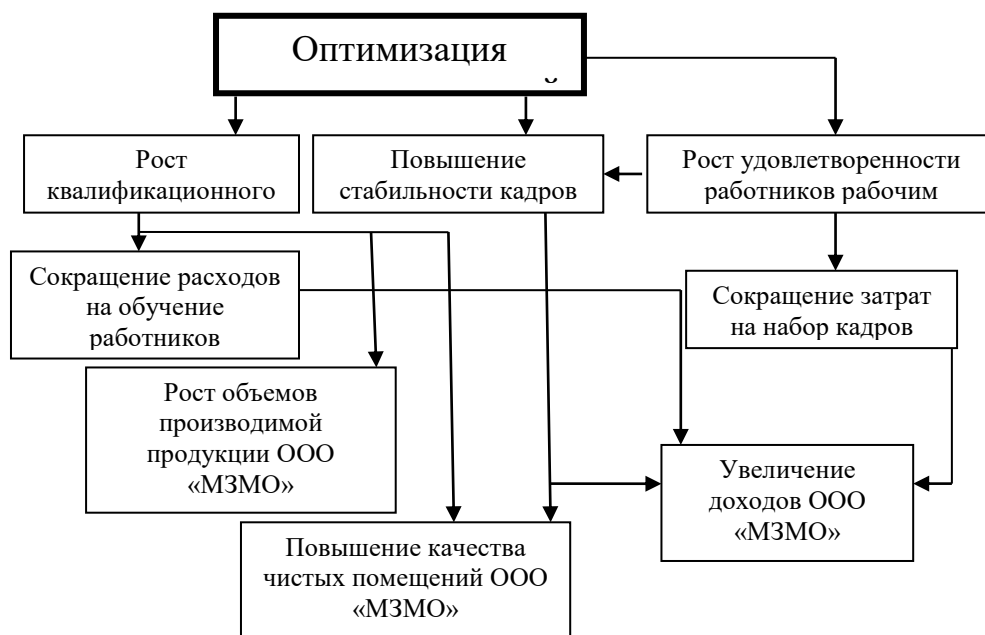 Оптимизация
Рост
квалификационного
Повышение
стабильности кадров
Рост удовлетворенности
работников рабочим
Сокращение расходов
на обучение
работников
Сокращение затрат
на набор кадров
Рост объемов
производимой
продукции ООО
«МЗМО»
Увеличение
доходов ООО
«МЗМО»
Повышение качества
чистых помещений ООО
«МЗМО»